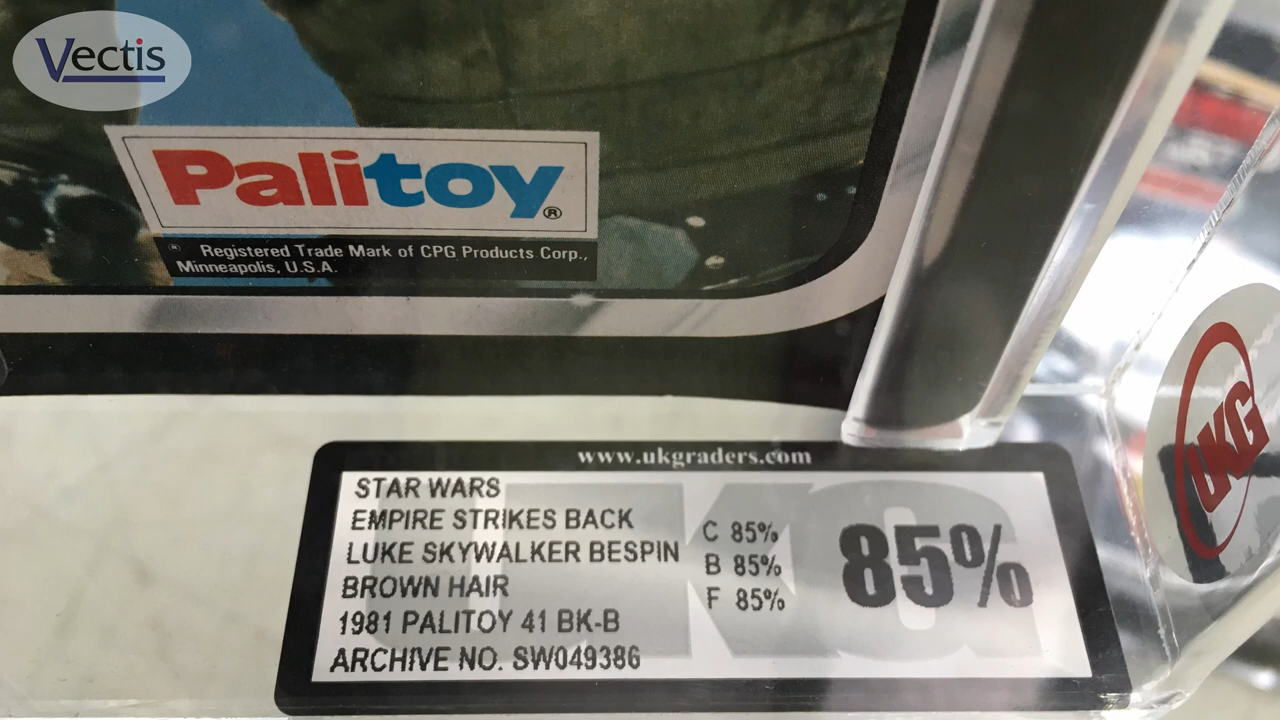 Vectis
Palitoy®
® Registered Trade Mark of CPG Products Corp.,
Minneapolis, U.S.A.
www.ukgraders.com
STAR WARS
EMPIRE STRIKES BACK
LUKE SKYWALKER BESPIN
BROWN HAIR
1981 PALITOY 41 BK-B
ARCHIVE NO. SW049386
C 85%
B 85%
F 85%
85%
UKG
UKG